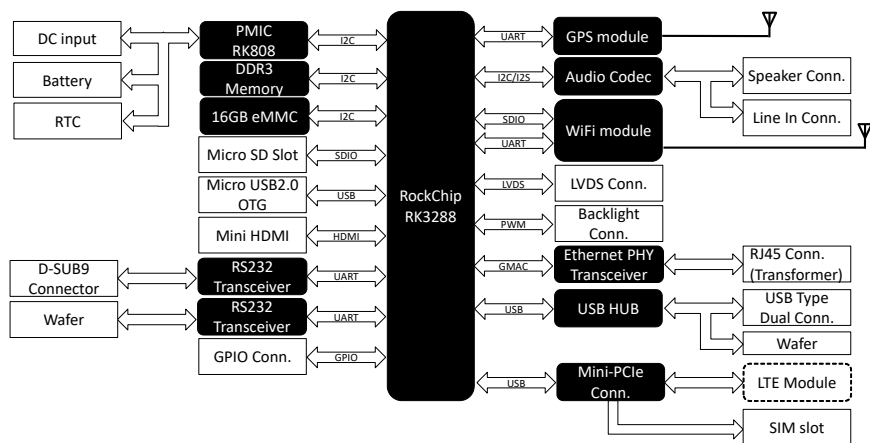 DC input
Battery
RTC
PMIC
RK808
I2C
DDR3
Memory
I2C
16GB eMMC
I2C
Micro SD Slot
SDIO
Micro USB2.0
OTG
USB
Mini HDMI
HDMI
D-SUB9
Connector
RS232
Transceiver
UART
Wafer
RS232
Transceiver
UART
GPIO Conn.
GPIO
RockChip
RK3288
UART
GPS module
I2C/I2S
Audio Codec
Speaker Conn.
Line In Conn.
SDIO
UART
WiFi module
LVDS
LVDS Conn.
PWM
Backlight
Conn.
GMAC
Ethernet PHY
Transceiver
RJ45 Conn.
(Transformer)
USB
USB HUB
USB Type
Dual Conn.
Wafer
USB
Mini-PCIe
Conn.
LTE Module
SIM slot